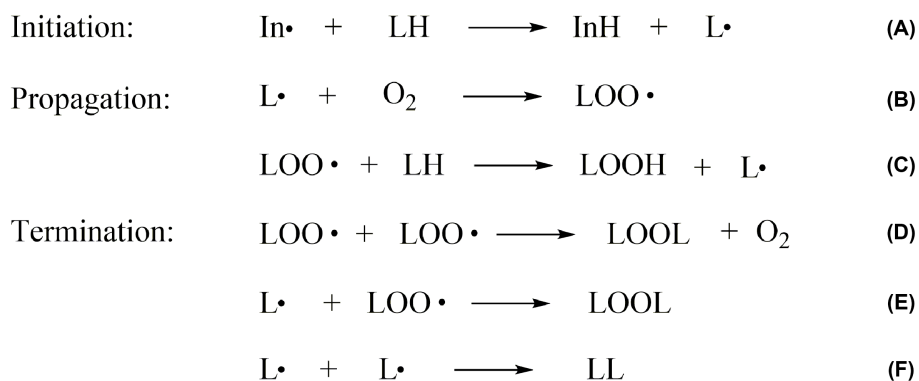 Initiation: In• + LH ⟶ InH + L• (A)
Propagation: L• + O₂ ⟶ LOO• (B)
LOO• + LH ⟶ LOOH + L• (C)
Termination: LOO• + LOO• ⟶ LOOL + O₂ (D)
L• + LOO• ⟶ LOOL (E)
L• + L• ⟶ LL (F)